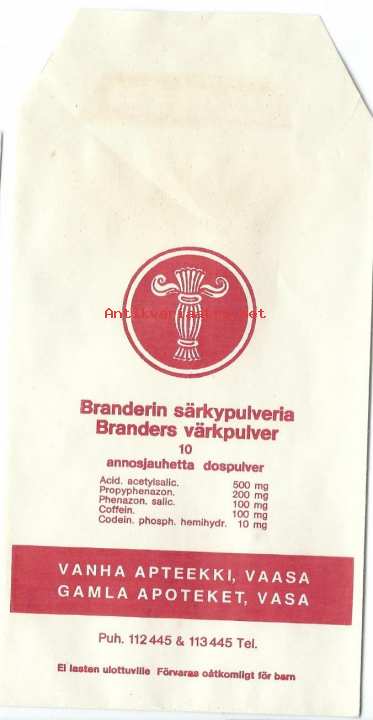 Antikvariaatti.net
Branderin särkypulveria
Branders värkpulver
10
annosjauhetta dospulver
Acid. acetylsalic. 500 mg
Propyphenazon. 200 mg
Phenazon. salic. 100 mg
Coffein. 100 mg
Codein. phosph. hemihydr. 10 mg
VANHA APTEEKKI, VAASA
GAMLA APOTEKET, VASA
Puh. 112 445 & 113 445 Tel.
Ei lasten ulottuville Förvaras oåtkomligt för barn